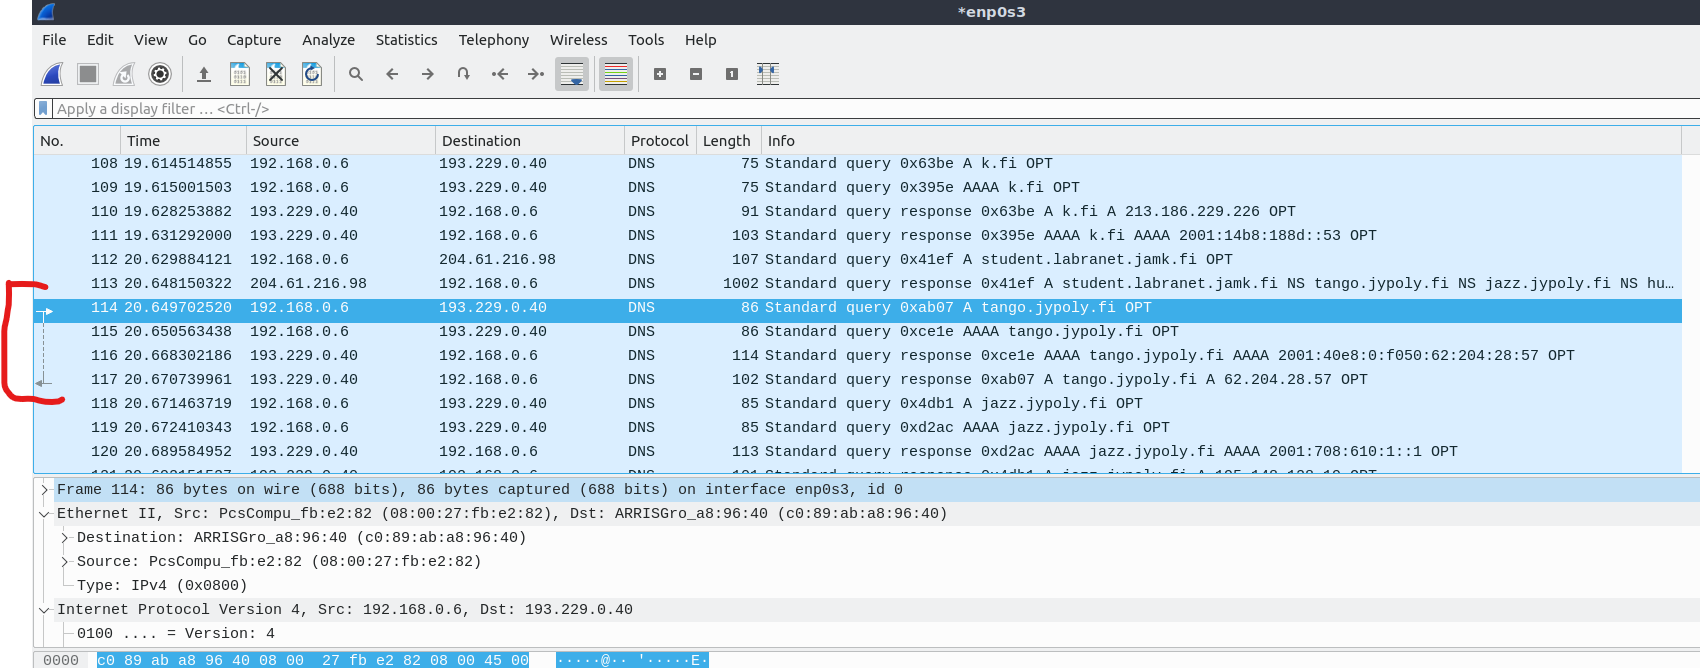 *enp0s3
File Edit View Go Capture Analyze Statistics Telephony Wireless Tools Help
Apply a display filter … <Ctrl-/>
No. Time Source Destination Protocol Length Info
108 19.614514855 192.168.0.6 193.229.0.40 DNS 75 Standard query 0x63be A k.fi OPT
109 19.615001503 192.168.0.6 193.229.0.40 DNS 75 Standard query 0x395e AAAA k.fi OPT
110 19.628253882 193.229.0.40 192.168.0.6 DNS 91 Standard query response 0x63be A k.fi A 213.186.229.226 OPT
111 19.631292000 193.229.0.40 192.168.0.6 DNS 103 Standard query response 0x395e AAAA k.fi AAAA 2001:14b8:188d::53 OPT
112 20.629884121 192.168.0.6 204.61.216.98 DNS 107 Standard query 0x41ef A student.labranet.jamk.fi OPT
113 20.648150322 204.61.216.98 192.168.0.6 DNS 1002 Standard query response 0x41ef A student.labranet.jamk.fi NS tango.jypoly.fi NS jazz.jypoly.fi NS hu…
114 20.649702520 192.168.0.6 193.229.0.40 DNS 86 Standard query 0xab07 A tango.jypoly.fi OPT
115 20.650563438 192.168.0.6 193.229.0.40 DNS 86 Standard query 0xce1e AAAA tango.jypoly.fi OPT
116 20.668302186 193.229.0.40 192.168.0.6 DNS 114 Standard query response 0xce1e AAAA tango.jypoly.fi AAAA 2001:40e8:0:f050:62:204:28:57 OPT
117 20.670739961 193.229.0.40 192.168.0.6 DNS 102 Standard query response 0xab07 A tango.jypoly.fi A 62.204.28.57 OPT
118 20.671463719 192.168.0.6 193.229.0.40 DNS 85 Standard query 0x4db1 A jazz.jypoly.fi OPT
119 20.672410343 192.168.0.6 193.229.0.40 DNS 85 Standard query 0xd2ac AAAA jazz.jypoly.fi OPT
120 20.689584952 193.229.0.40 192.168.0.6 DNS 113 Standard query response 0xd2ac AAAA jazz.jypoly.fi AAAA 2001:708:610:1::1 OPT
Frame 114: 86 bytes on wire (688 bits), 86 bytes captured (688 bits) on interface enp0s3, id 0
Ethernet II, Src: PcsCompu_fb:e2:82 (08:00:27:fb:e2:82), Dst: ARRISGro_a8:96:40 (c0:89:ab:a8:96:40)
Destination: ARRISGro_a8:96:40 (c0:89:ab:a8:96:40)
Source: PcsCompu_fb:e2:82 (08:00:27:fb:e2:82)
Type: IPv4 (0x0800)
Internet Protocol Version 4, Src: 192.168.0.6, Dst: 193.229.0.40
0100 .... = Version: 4
0000 c0 89 ab a8 96 40 08 00 27 fb e2 82 08 00 45 00 ·····@·· '·····E·